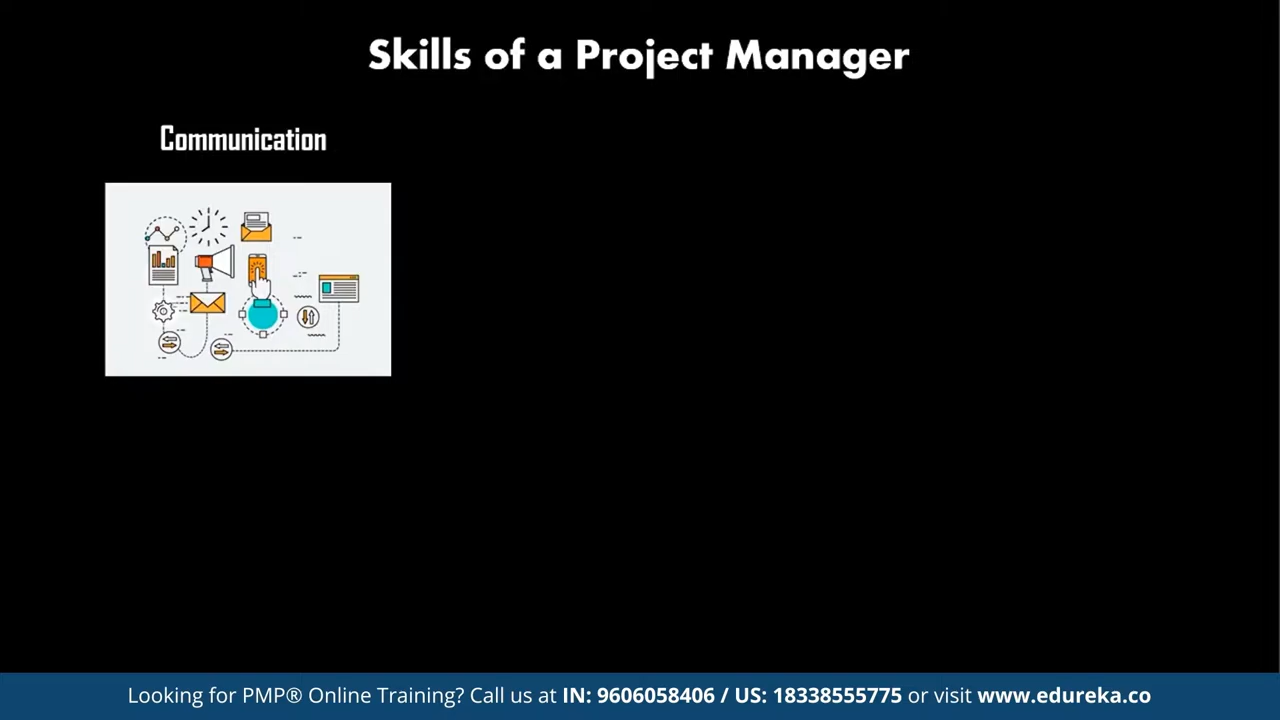 Skills of a Project Manager
Communication
Looking for PMP® Online Training? Call us at IN: 9606058406 / US: 18338555775 or visit www.edureka.co